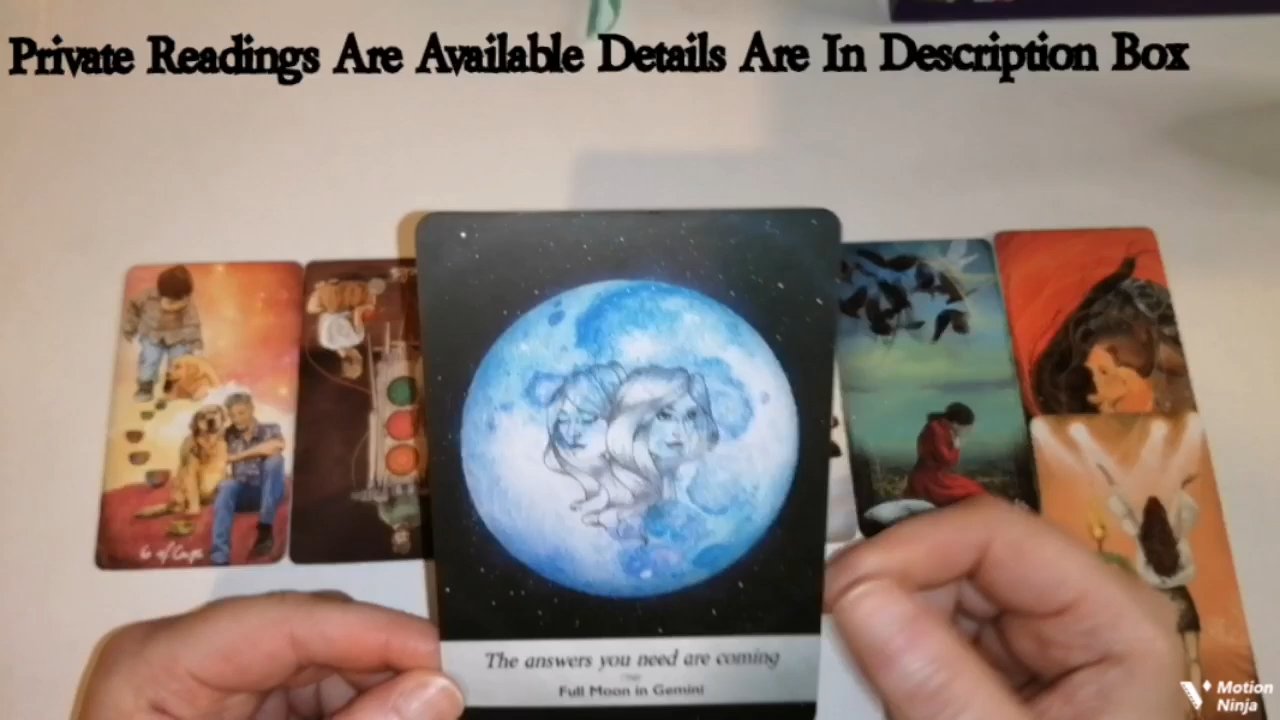 Private Readings Are Available Details Are In Description Box
6 of Cups
The answers you need are coming
Full Moon in Gemini
Motion
Ninja